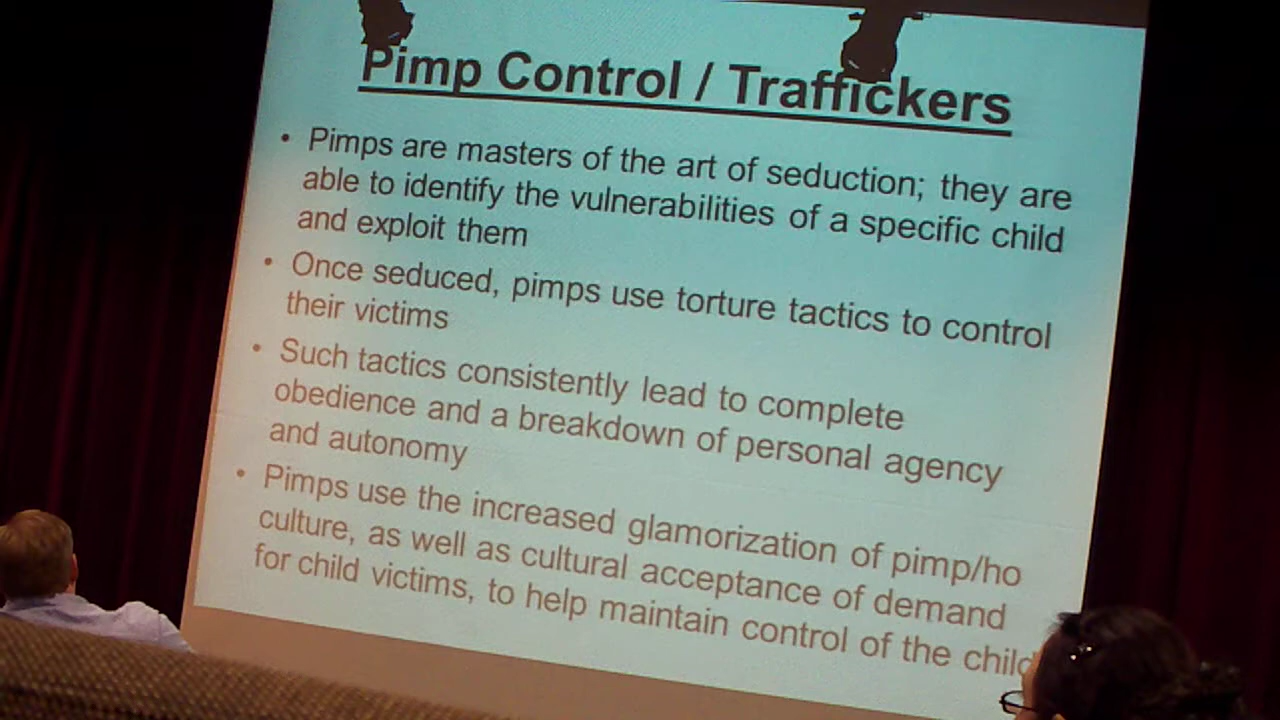 Pimp Control / Traffickers
• Pimps are masters of the art of seduction; they are
able to identify the vulnerabilities of a specific child
and exploit them
• Once seduced, pimps use torture tactics to control
their victims
• Such tactics consistently lead to complete
obedience and a breakdown of personal agency
and autonomy
• Pimps use the increased glamorization of pimp/ho
culture, as well as cultural acceptance of demand
for child victims, to help maintain control of the child